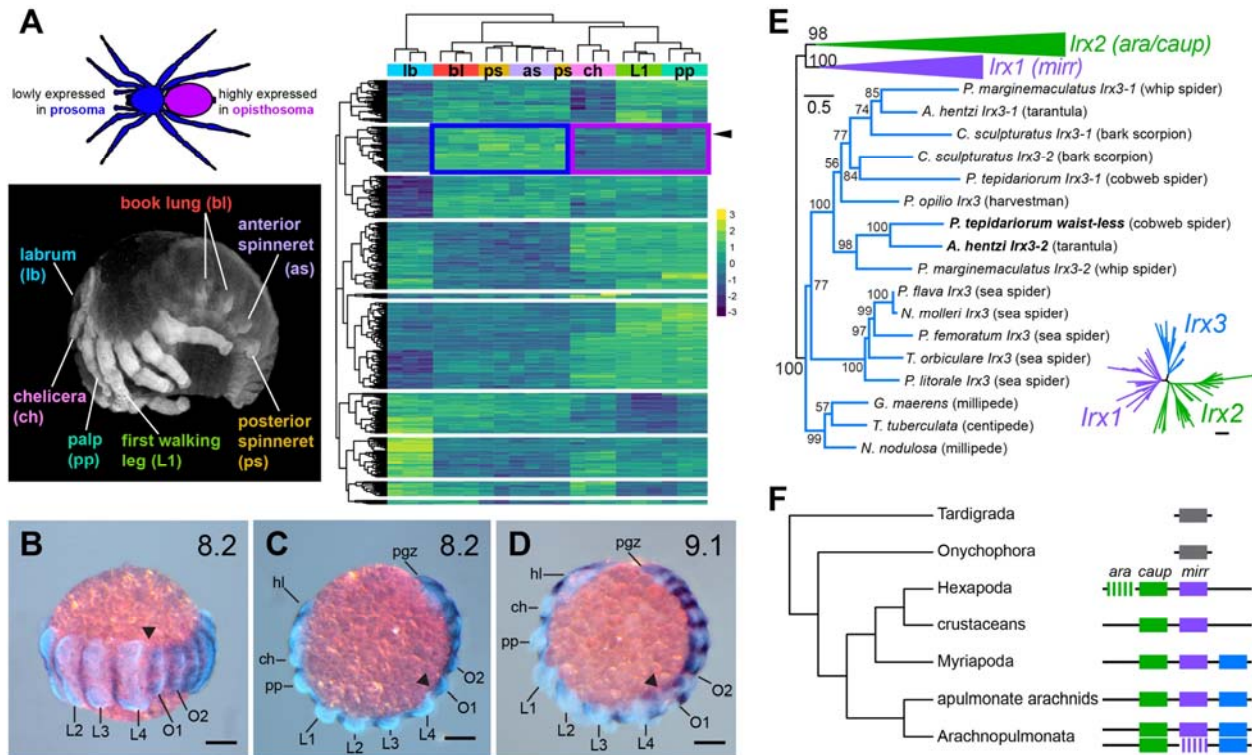 A
lowly expressed
in prosoma
highly expressed
in opisthosoma
book lung (bl)
anterior
spinneret
(as)
labrum
(lb)
chelicera
(ch)
palp
(pp)
first walking
leg (L1)
posterior
spinneret
(ps)
lb bl ps as ps ch L1 pp
3
2
1
0
-1
-2
-3
B
8.2
L2
L3
L4
O1
O2
C
8.2
pgz
hl
ch
pp
L1
L2
L3
L4
O1
O2
D
9.1
pgz
hl
ch
pp
L1
L2
L3
L4
O1
O2
E
98
Irx2 (ara/caup)
100
Irx1 (mirr)
0.5
85
P. marginemaculatus Irx3-1 (whip spider)
74
A. hentzi Irx3-1 (tarantula)
77
C. sculpturatus Irx3-1 (bark scorpion)
56
C. sculpturatus Irx3-2 (bark scorpion)
84
P. tepidariorum Irx3-1 (cobweb spider)
100
P. opilio Irx3 (harvestman)
P. tepidariorum waist-less (cobweb spider)
100
98
A. hentzi Irx3-2 (tarantula)
P. marginemaculatus Irx3-2 (whip spider)
77
P. flava Irx3 (sea spider)
100
N. molleri Irx3 (sea spider)
99
P. femoratum Irx3 (sea spider)
97
T. orbiculare Irx3 (sea spider)
100
100
P. litorale Irx3 (sea spider)
G. maerens (millipede)
57
T. tuberculata (centipede)
99
N. nodulosa (millipede)
Irx3
Irx1
Irx2
F
Tardigrada
Onychophora
ara caup mirr
Hexapoda
crustaceans
Myriapoda
apulmonate arachnids
Arachnopulmonata